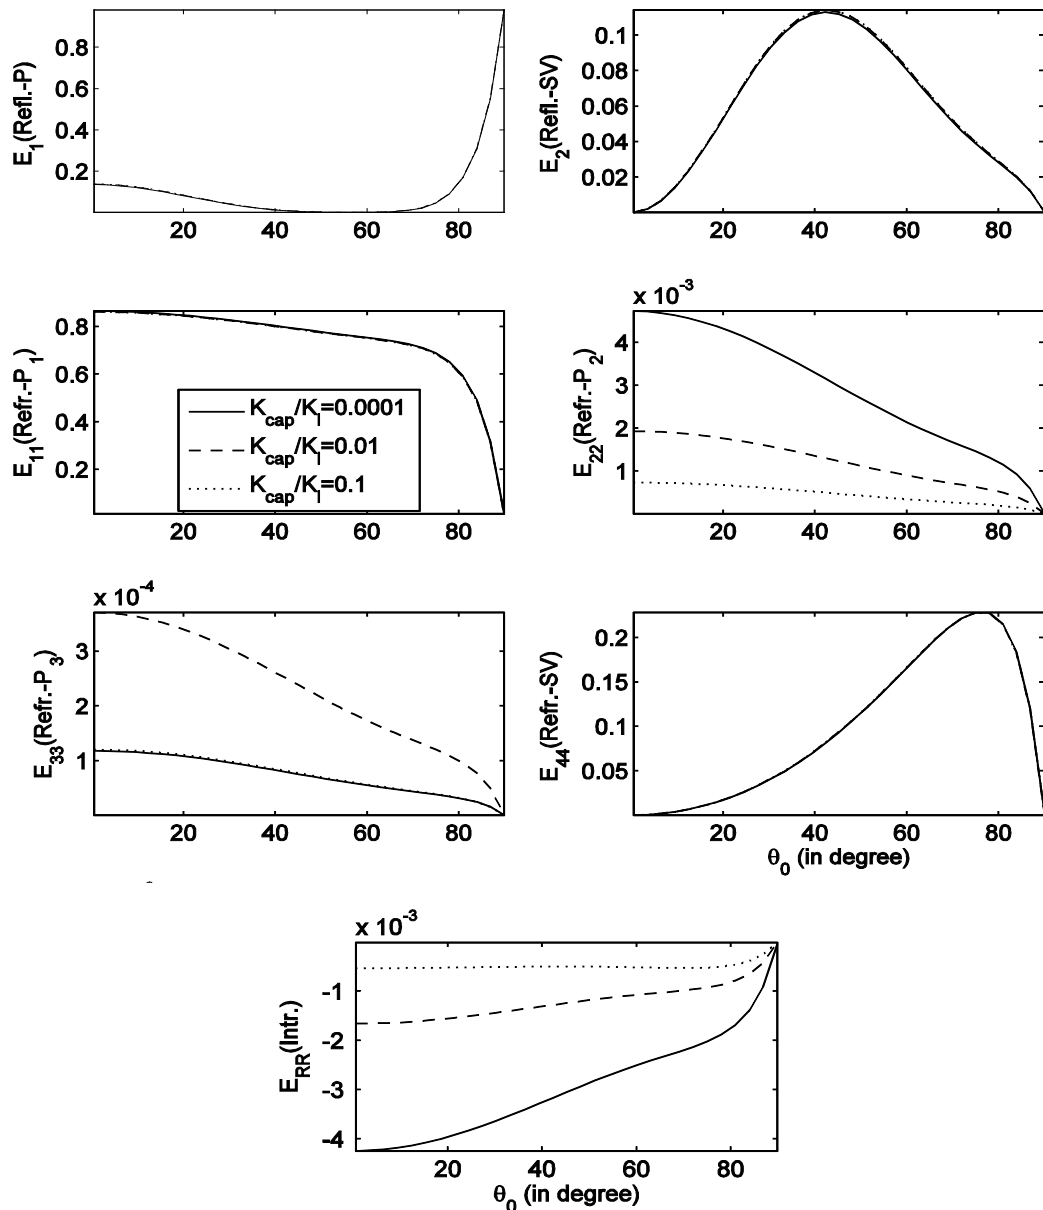 E1(Refl.-P)
0.8
0.6
0.4
0.2
20 40 60 80
E2(Refl.-SV)
0.1
0.08
0.06
0.04
0.02
20 40 60 80
E11(Refr.-P1)
0.8
0.6
0.4
0.2
20 40 60 80
Kcap/Kl=0.0001
Kcap/Kl=0.01
Kcap/Kl=0.1
x 10-3
E22(Refr.-P2)
4
3
2
1
20 40 60 80
x 10-4
E33(Refr.-P3)
3
2
1
20 40 60 80
E44(Refr.-SV)
0.2
0.15
0.1
0.05
20 40 60 80
θ0 (in degree)
x 10-3
ERR(Intr.)
-1
-2
-3
-4
20 40 60 80
θ0 (in degree)